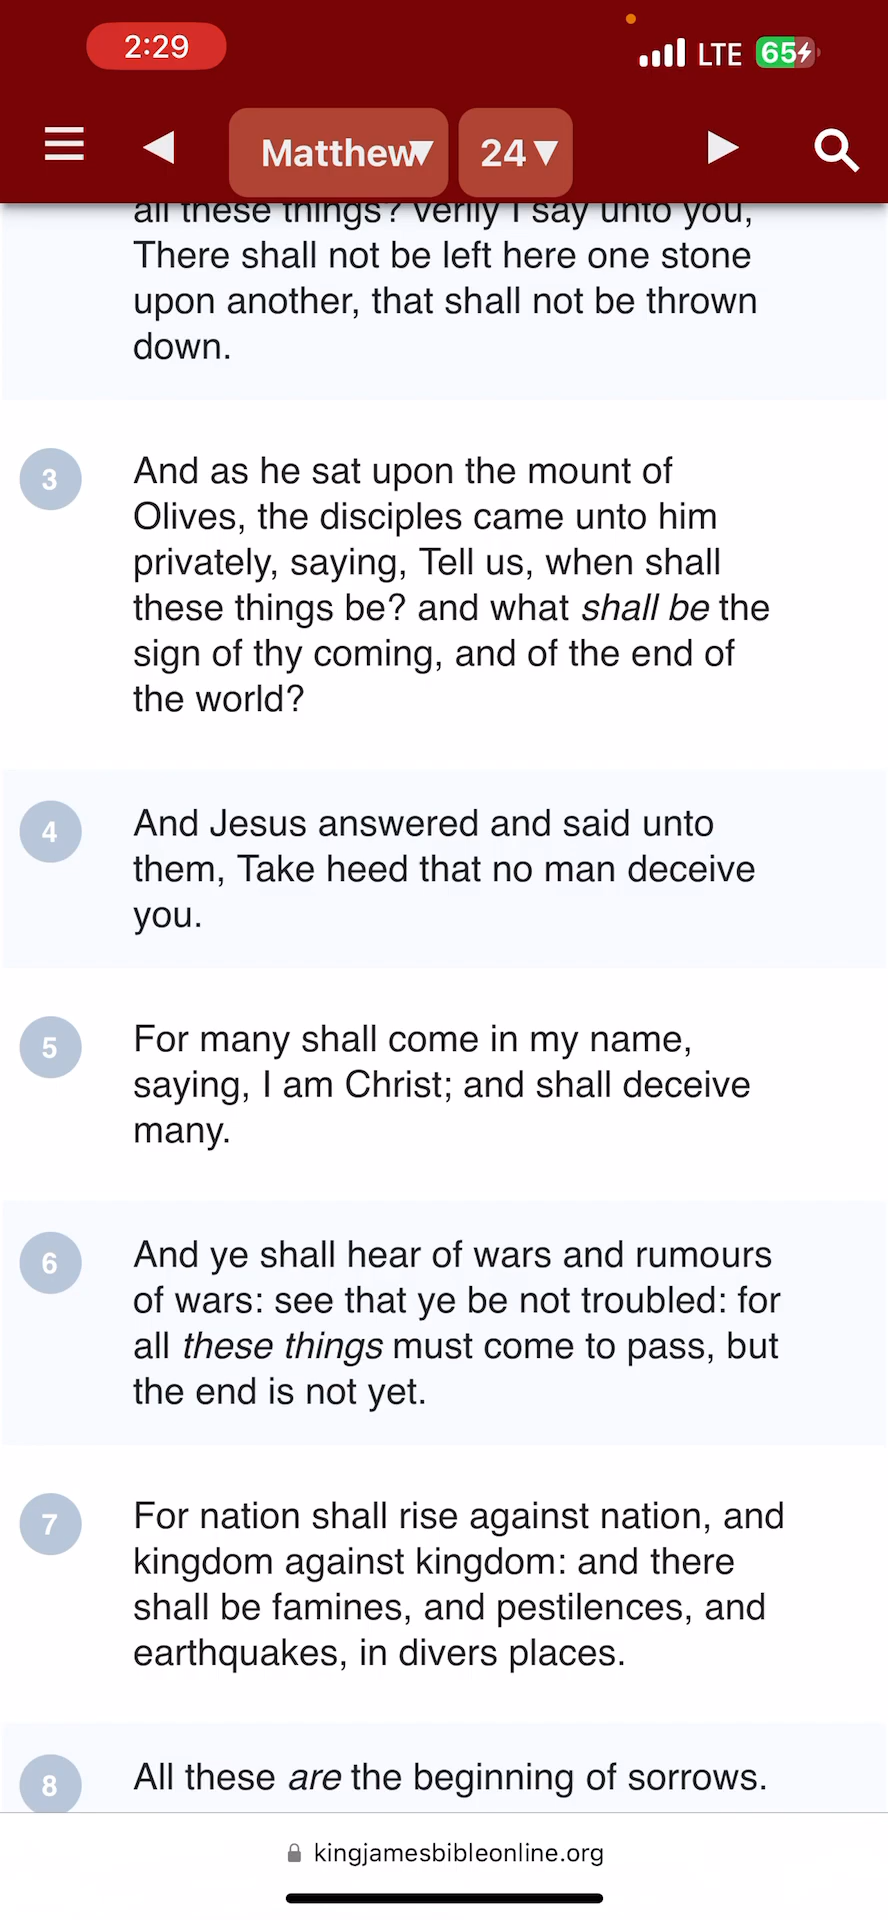 2:29
LTE 65
Matthew 24
all these things? verily I say unto you,
There shall not be left here one stone
upon another, that shall not be thrown
down.
3 And as he sat upon the mount of
Olives, the disciples came unto him
privately, saying, Tell us, when shall
these things be? and what shall be the
sign of thy coming, and of the end of
the world?
4 And Jesus answered and said unto
them, Take heed that no man deceive
you.
5 For many shall come in my name,
saying, I am Christ; and shall deceive
many.
6 And ye shall hear of wars and rumours
of wars: see that ye be not troubled: for
all these things must come to pass, but
the end is not yet.
7 For nation shall rise against nation, and
kingdom against kingdom: and there
shall be famines, and pestilences, and
earthquakes, in divers places.
8 All these are the beginning of sorrows.
kingjamesbibleonline.org